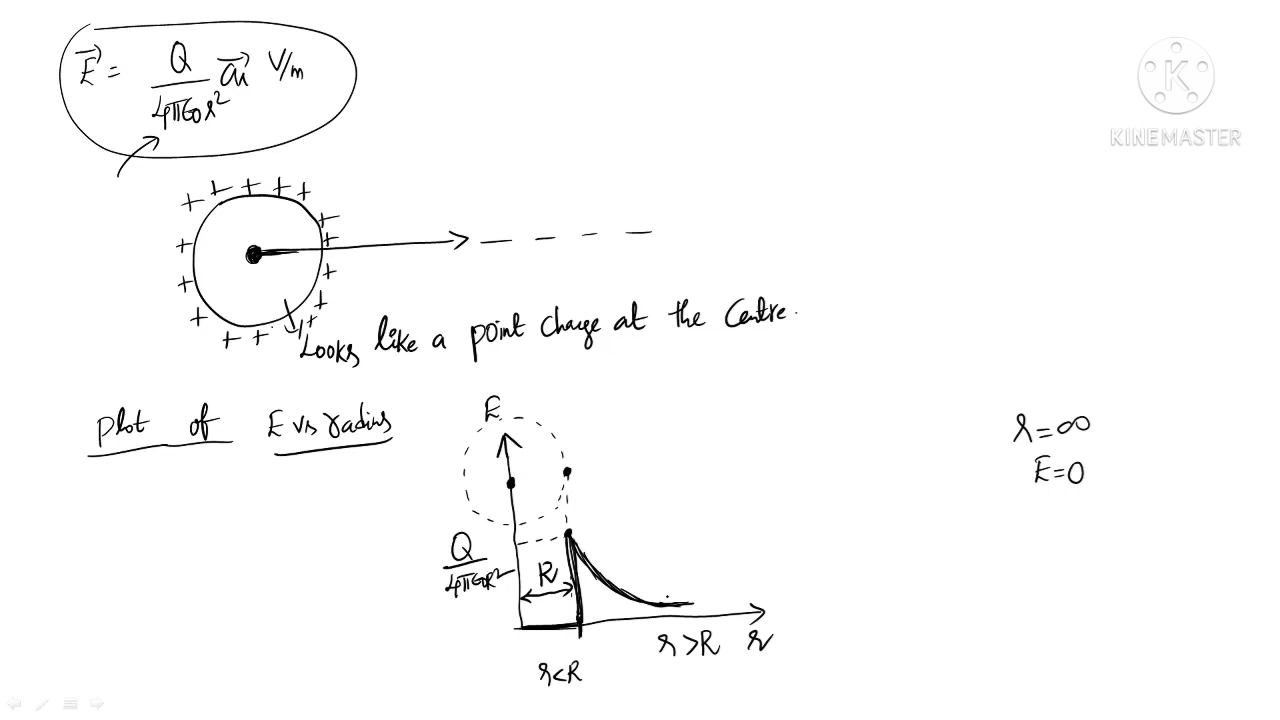 E = Q / 4πε0r² ar V/m
KINEMASTER
Looks like a point charge at the centre.
plot of E vs radius
E
r = ∞
E = 0
Q / 4πε0R²
R
r > R
r
r < R